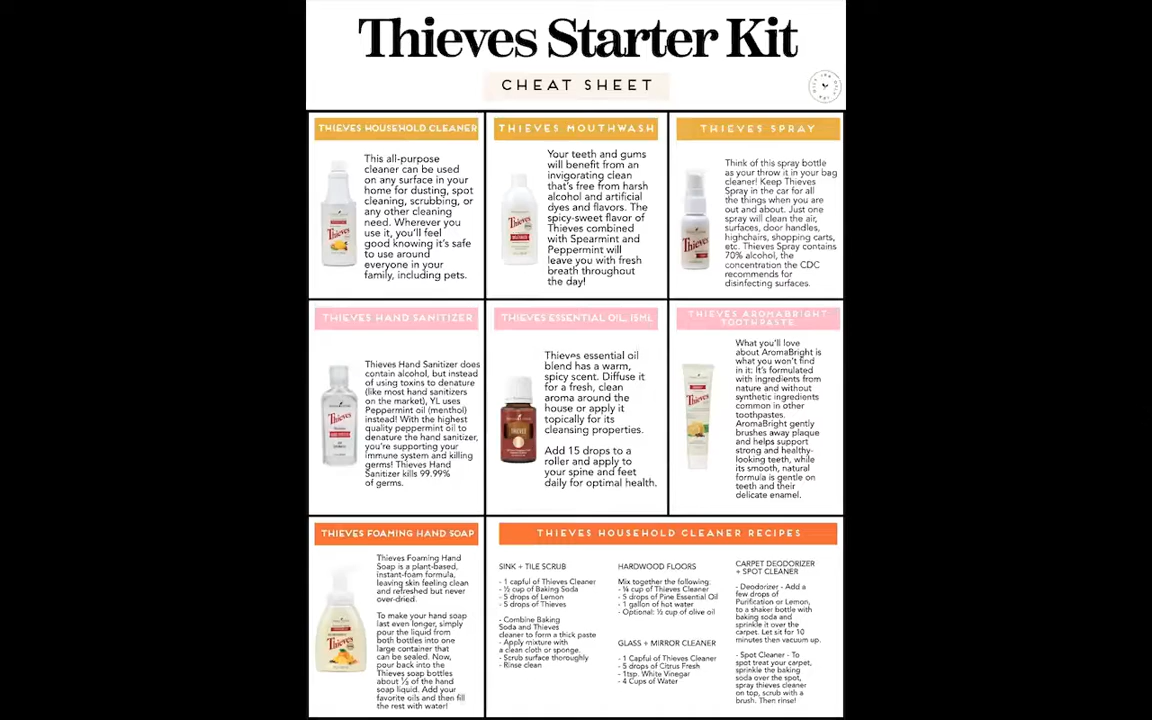 Thieves Starter Kit
CHEAT SHEET
THIEVES HOUSEHOLD CLEANER
This all-purpose
cleaner can be used
on any surface in your
home for dusting, spot
cleaning, scrubbing, or
any other cleaning
need. Wherever you
use it, you'll feel
good knowing it's safe
to use around
everyone in your
family, including pets.
THIEVES MOUTHWASH
Your teeth and gums
will benefit from an
invigorating clean
that's free from harsh
alcohol and artificial
dyes and flavors. The
spicy-sweet flavor of
Thieves combined
with Spearmint and
Peppermint will
leave you with fresh
breath throughout
the day!
THIEVES SPRAY
Think of this spray bottle
as your throw it in your bag
cleaner! Keep Thieves
Spray in the car for all
the things when you are
out and about. Just one
spray will clean the air,
surfaces, door handles,
highchairs, shopping carts,
etc. Thieves Spray contains
70% alcohol, the
concentration the CDC
recommends for
disinfecting surfaces.
THIEVES HAND SANITIZER
Thieves Hand Sanitizer does
contain alcohol, but instead
of using toxins to denature
(like most hand sanitizers
on the market), YL uses
Peppermint oil (menthol)
instead! With the highest
quality peppermint oil to
denature the hand sanitizer,
you're supporting your
immune system and killing
germs! Thieves Hand
Sanitizer kills 99.99%
of germs.
THIEVES ESSENTIAL OIL, 15ML
Thieves essential oil
blend has a warm,
spicy scent. Diffuse it
for a fresh, clean
aroma around the
house or apply it
topically for its
cleansing properties.
Add 15 drops to a
roller and apply to
your spine and feet
daily for optimal health.
THIEVES AROMABRIGHT
TOOTHPASTE
What you'll love
about AromaBright is
what you won't find
in it: It's formulated
with ingredients from
nature and without
synthetic ingredients
common in other
toothpastes.
AromaBright gently
brushes away plaque
and helps support
strong and healthy-
looking teeth, while
its smooth, natural
formula is gentle on
teeth and their
delicate enamel.
THIEVES FOAMING HAND SOAP
Thieves Foaming Hand
Soap is a plant-based,
instant-foam formula,
leaving skin feeling clean
and refreshed but never
over-dried.
To make your hand soap
last even longer, simply
pour the liquid from
both bottles into one
large container that
can be sealed. Now,
pour back into the
Thieves soap bottles
about ⅓ of the hand
soap liquid. Add your
favorite oils and then fill
the rest with water!
THIEVES HOUSEHOLD CLEANER RECIPES
SINK + TILE SCRUB
- 1 capful of Thieves Cleaner
- ½ cup of Baking Soda
- 5 drops of Lemon
- 5 drops of Thieves
- Combine Baking
Soda and Thieves
cleaner to form a thick paste
- Apply mixture with
a clean cloth or sponge.
- Scrub surface thoroughly
- Rinse clean
HARDWOOD FLOORS
Mix together the following:
- ¼ cup of Thieves Cleaner
- 5 drops of Pine Essential Oil
- 1 gallon of hot water
- Optional: ½ cup of olive oil
GLASS + MIRROR CLEANER
- 1 Capful of Thieves Cleaner
- 5 drops of Citrus Fresh
- 1tsp. White Vinegar
- 4 Cups of Water
CARPET DEODORIZER
+ SPOT CLEANER
- Deodorizer - Add a
few drops of
Purification or Lemon,
to a shaker bottle with
baking soda and
sprinkle it over the
carpet. Let sit for 10
minutes then vacuum up.
- Spot Cleaner - To
spot treat your carpet,
sprinkle the baking
soda over the spot,
spray thieves cleaner
on top, scrub with a
brush. Then rinse!
Thieves
Thieves
Thieves
Thieves
THIEVES
Thieves
Thieves